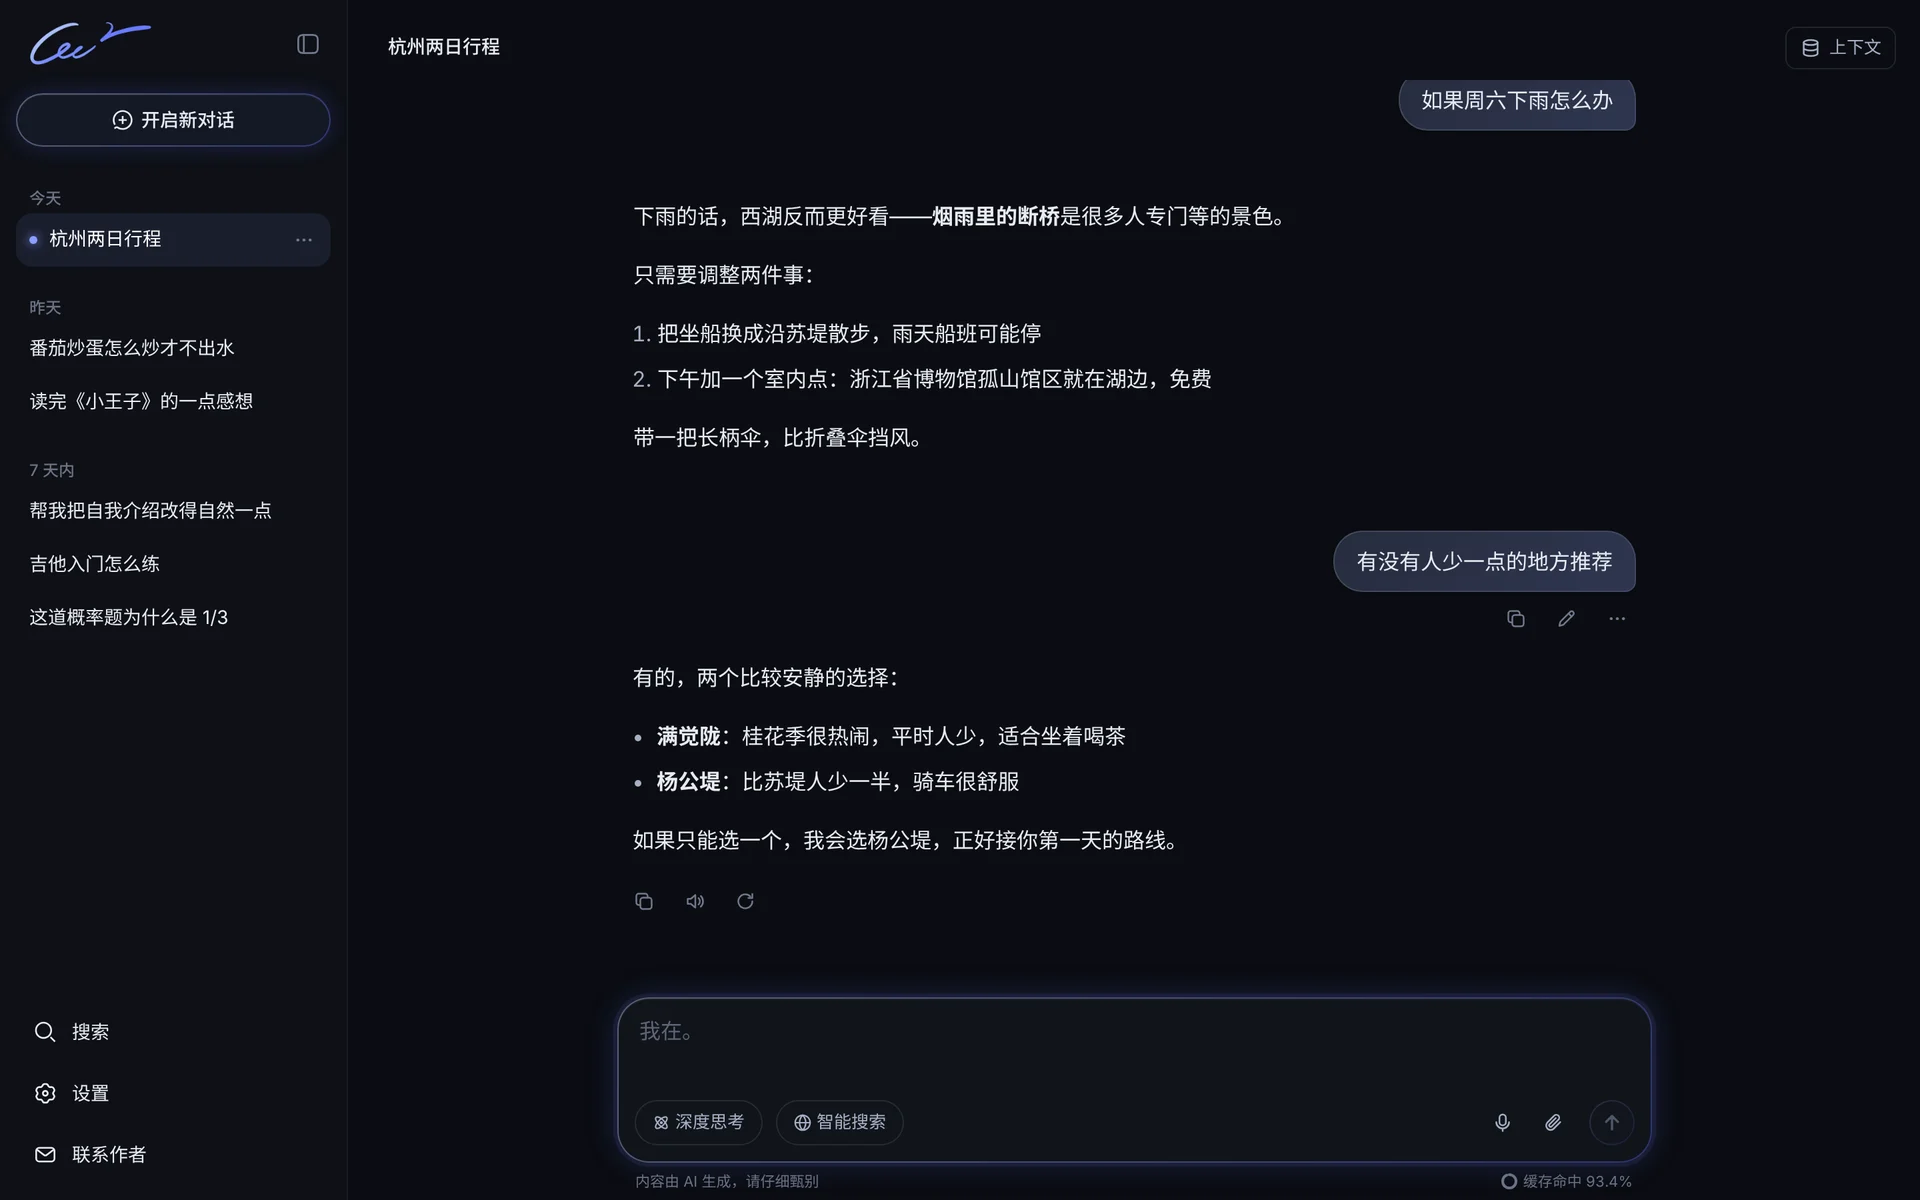 杭州两日行程
上下文
开启新对话
今天
杭州两日行程
昨天
番茄炒蛋怎么炒才不出水
读完《小王子》的一点感想
7 天内
帮我把自我介绍改得自然一点
吉他入门怎么练
这道概率题为什么是 1/3
搜索
设置
联系作者
如果周六下雨怎么办
下雨的话，西湖反而更好看——烟雨里的断桥是很多人专门等的景色。
只需要调整两件事：
1. 把坐船换成沿苏堤散步，雨天船班可能停
2. 下午加一个室内点：浙江省博物馆孤山馆区就在湖边，免费
带一把长柄伞，比折叠伞挡风。
有没有人少一点的地方推荐
有的，两个比较安静的选择：
• 满觉陇：桂花季很热闹，平时人少，适合坐着喝茶
• 杨公堤：比苏堤人少一半，骑车很舒服
如果只能选一个，我会选杨公堤，正好接你第一天的路线。
我在。
深度思考
智能搜索
内容由 AI 生成，请仔细甄别
缓存命中 93.4%